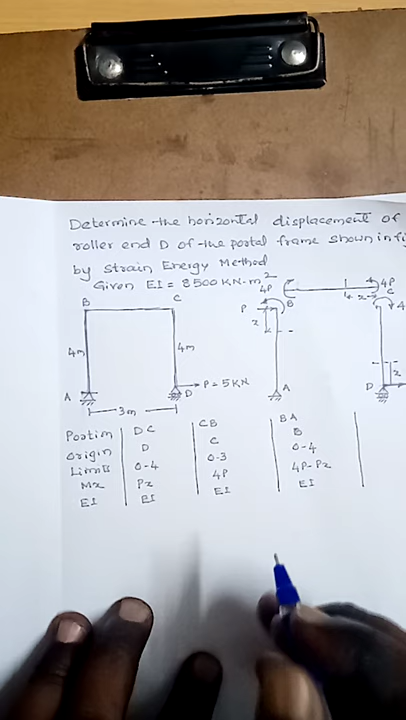 Determine the horizontal displacement of
roller end D of the portal frame shown in fi
by Strain Energy Method
Given EI = 8500 KN-m²
B C
4m 4m
A D → P = 5KN
3m
4P 4P
P B x C 4
x
A D x
Portion DC CB BA
Origin D C B
Limit 0-4 0-3 0-4
Mx Px 4P 4P-Px
EI EI EI EI